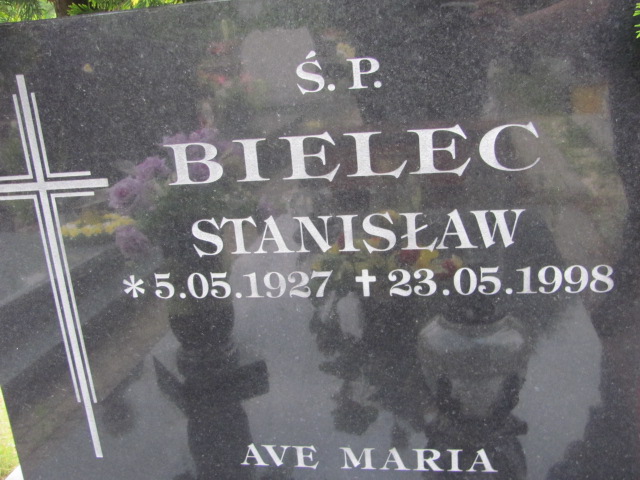 Ś. P.
BIELEC
STANISŁAW
*5.05.1927 ✝23.05.1998
AVE MARIA